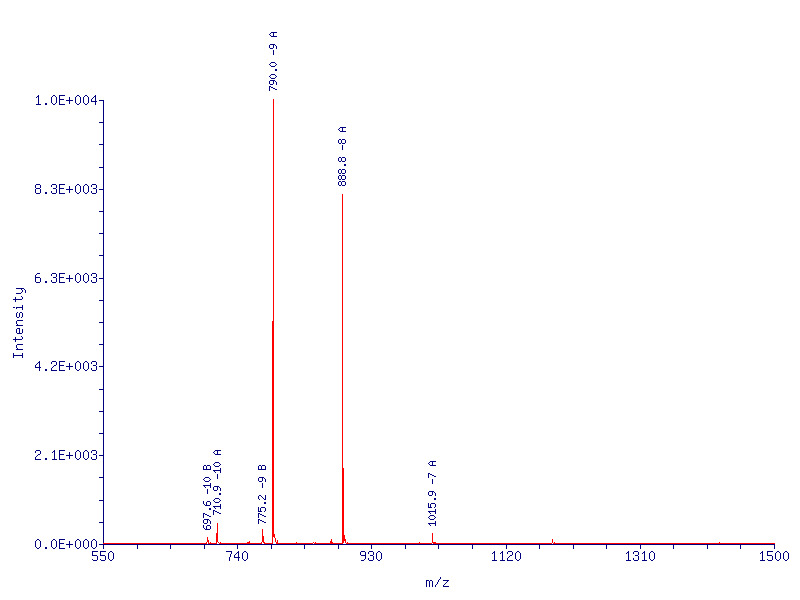 790.0 -9 A
888.8 -8 A
697.6 -10 B
710.9 -10 A
775.2 -9 B
1015.9 -7 A
1.0E+004
8.3E+003
6.3E+003
4.2E+003
2.1E+003
0.0E+000
Intensity
550 740 930 1120 1310 1500
m/z